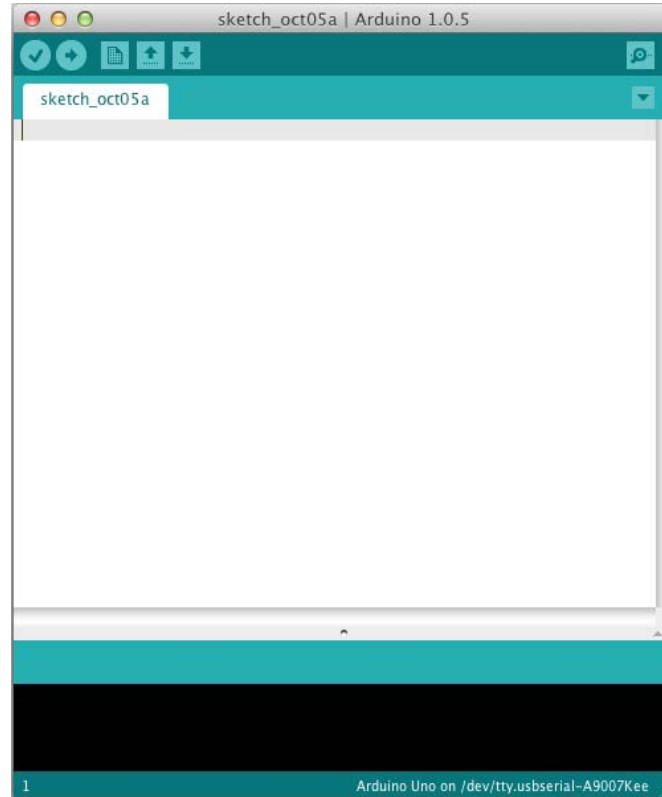 sketch_oct05a | Arduino 1.0.5
sketch_oct05a
1
Arduino Uno on /dev/tty.usbserial-A9007Kee